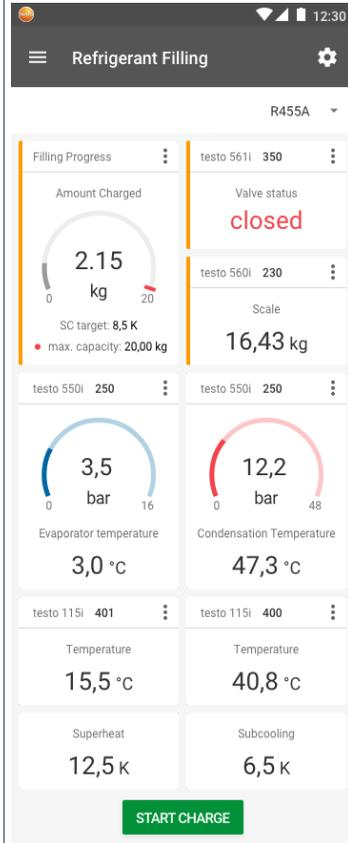 12:30
Refrigerant Filling
R455A
Filling Progress
Amount Charged
2.15
kg
0 20
SC target: 8,5 K
max. capacity: 20,00 kg
testo 561i 350
Valve status
closed
testo 560i 230
Scale
16,43 kg
testo 550i 250
3,5
bar
0 16
Evaporator temperature
3,0 °C
testo 550i 250
12,2
bar
0 48
Condensation Temperature
47,3 °C
testo 115i 401
Temperature
15,5 °C
testo 115i 400
Temperature
40,8 °C
Superheat
12,5 K
Subcooling
6,5 K
START CHARGE